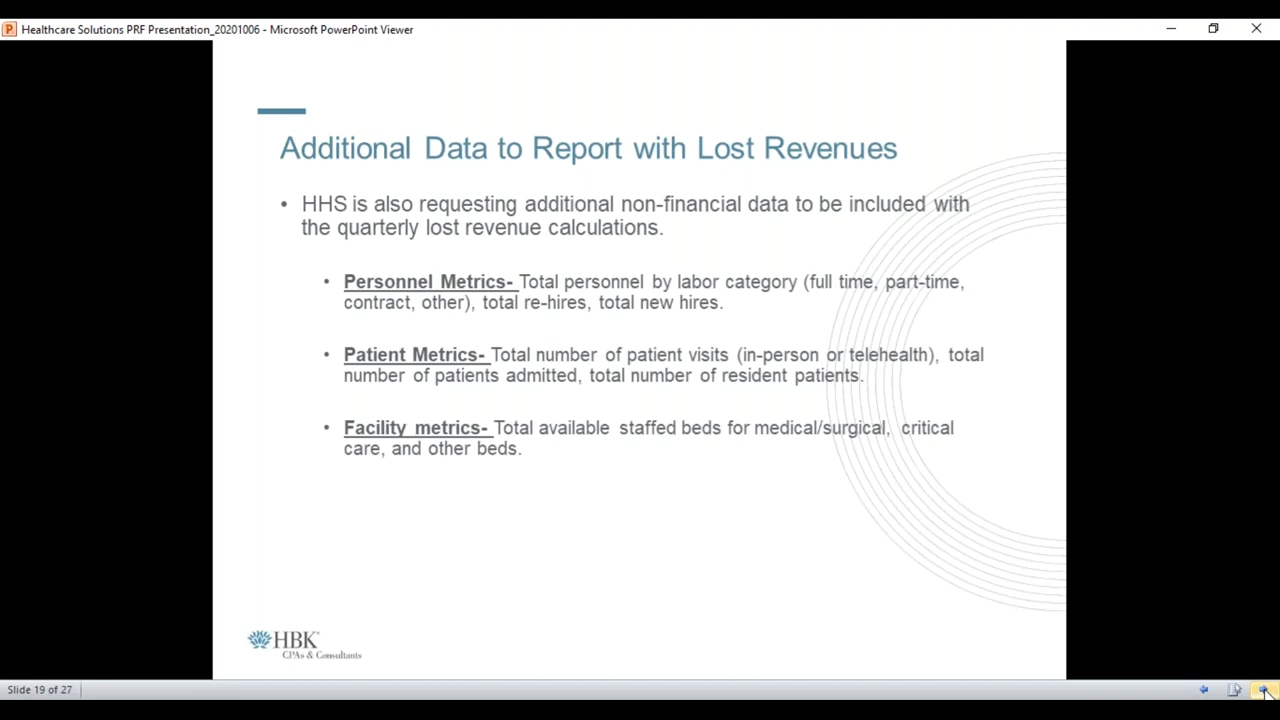 Healthcare Solutions PRF Presentation_20201006 - Microsoft PowerPoint Viewer
Additional Data to Report with Lost Revenues
• HHS is also requesting additional non-financial data to be included with
the quarterly lost revenue calculations.
• Personnel Metrics- Total personnel by labor category (full time, part-time,
contract, other), total re-hires, total new hires.
• Patient Metrics- Total number of patient visits (in-person or telehealth), total
number of patients admitted, total number of resident patients.
• Facility metrics- Total available staffed beds for medical/surgical, critical
care, and other beds.
HBK
CPAs & Consultants
Slide 19 of 27